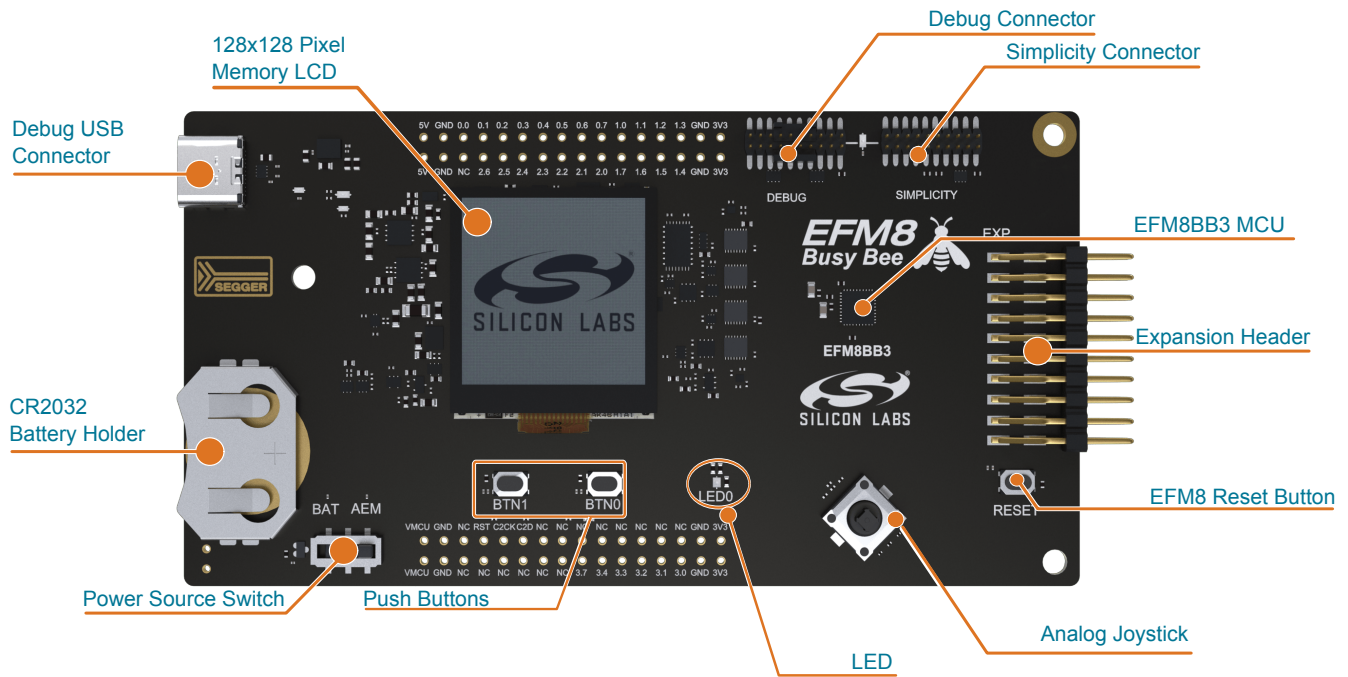 Debug Connector
128x128 Pixel
Memory LCD
Simplicity Connector
Debug USB
Connector
5V GND 0.0 0.1 0.2 0.3 0.4 0.5 0.6 0.7 1.0 1.1 1.2 1.3 GND 3V3
5V GND NC 2.6 2.5 2.4 2.3 2.2 2.1 2.0 1.7 1.6 1.5 1.4 GND 3V3
DEBUG
SIMPLICITY
EFM8
Busy Bee
EXP
EFM8BB3 MCU
SEGGER
SILICON LABS
EFM8BB3
Expansion Header
SILICON LABS
CR2032
Battery Holder
BTN1
BTN0
LED0
RESET
EFM8 Reset Button
BAT AEM
VMCU GND NC RST C2CK C2D NC NC NC NC NC NC NC NC GND 3V3
VMCU GND NC NC NC NC NC NC 3.7 3.4 3.3 3.2 3.1 3.0 GND 3V3
Power Source Switch
Push Buttons
Analog Joystick
LED